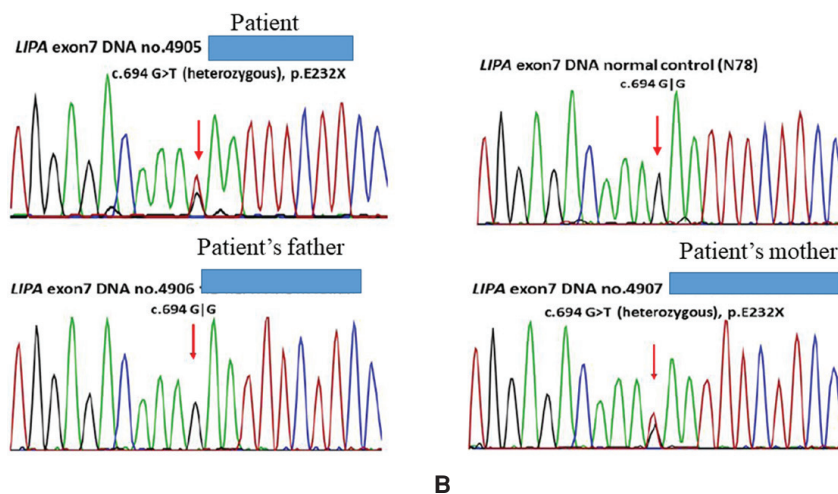 Patient
LIPA exon7 DNA no.4905
c.694 G>T (heterozygous), p.E232X
LIPA exon7 DNA normal control (N78)
c.694 G|G
Patient's father
LIPA exon7 DNA no.4906
c.694 G|G
Patient's mother
LIPA exon7 DNA no.4907
c.694 G>T (heterozygous), p.E232X
B